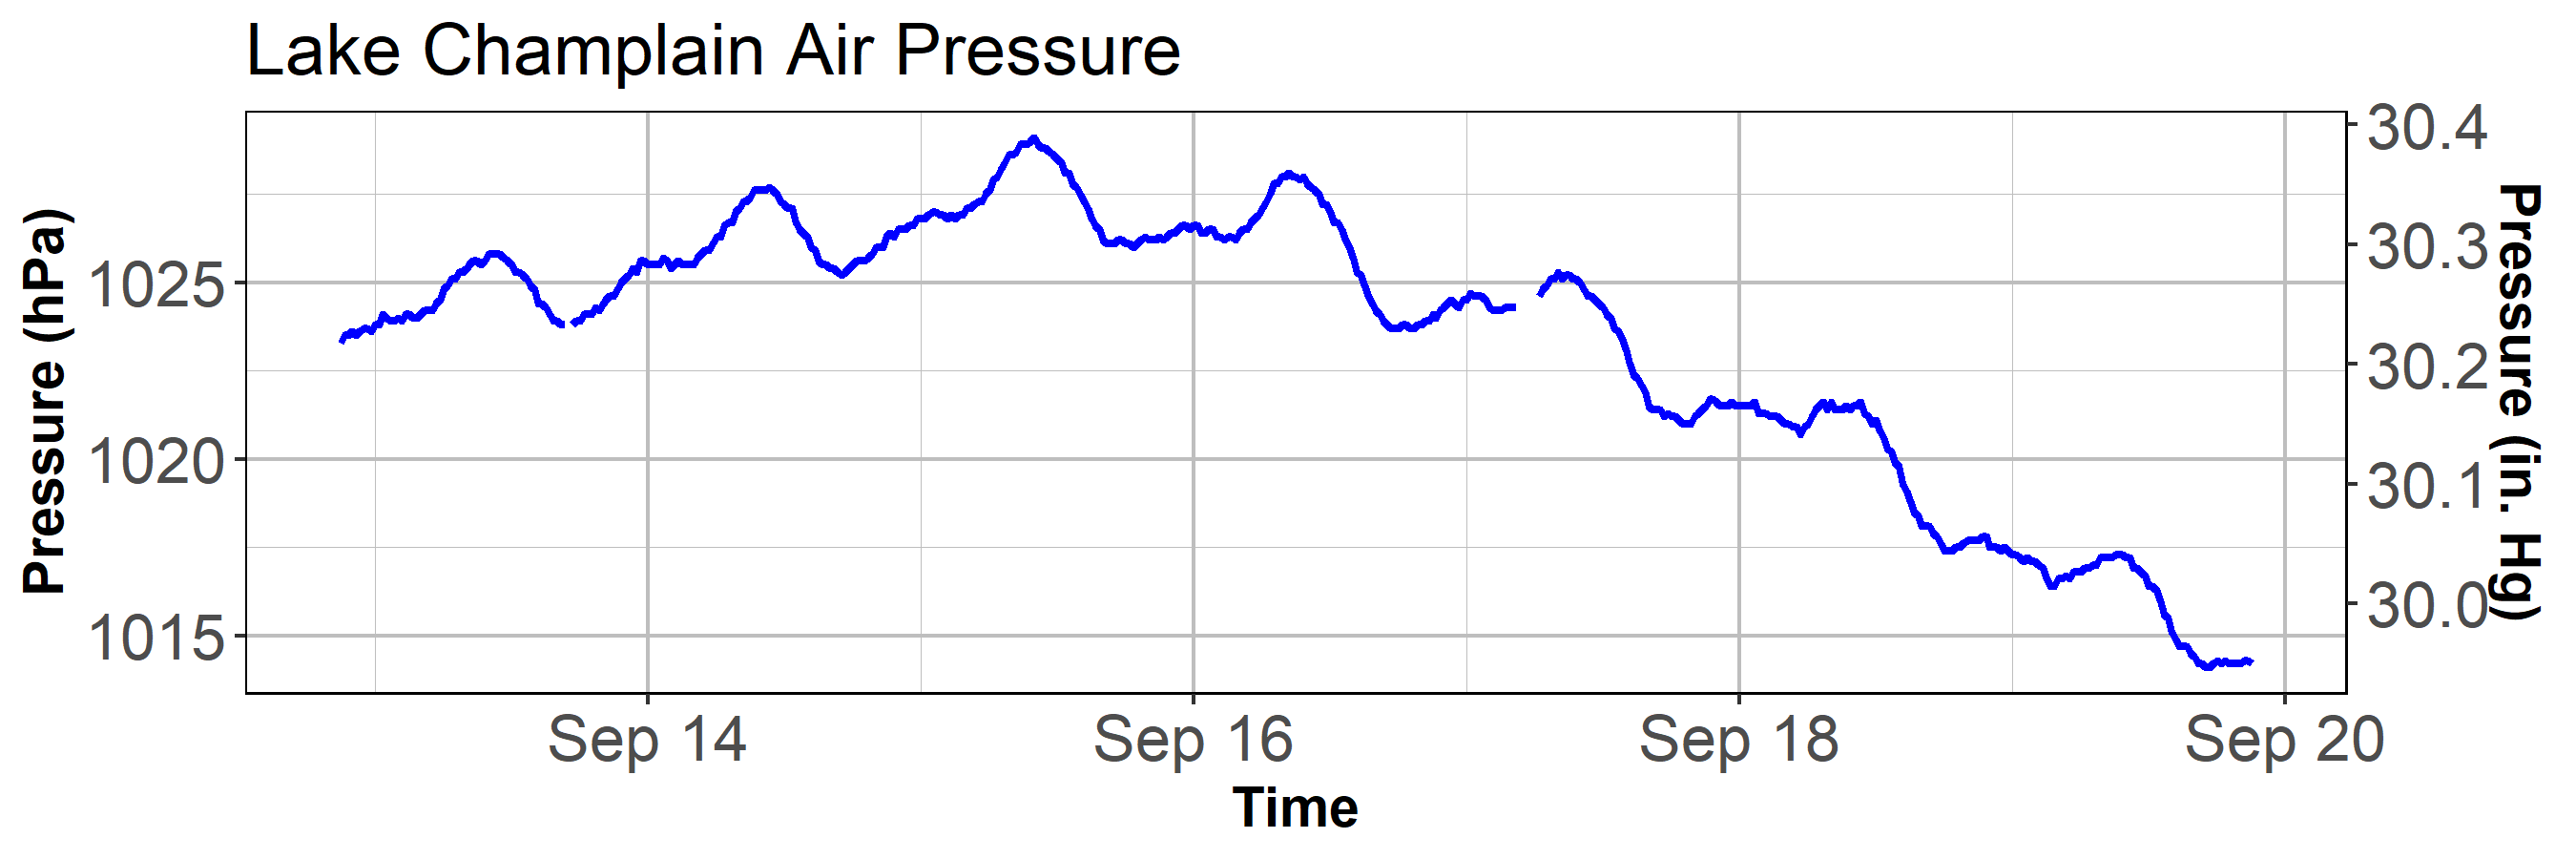 Lake Champlain Air Pressure
Pressure (hPa)
1025
1020
1015
30.4
30.3
30.2
30.1
30.0
Pressure (in. Hg)
Sep 14
Sep 16
Sep 18
Sep 20
Time